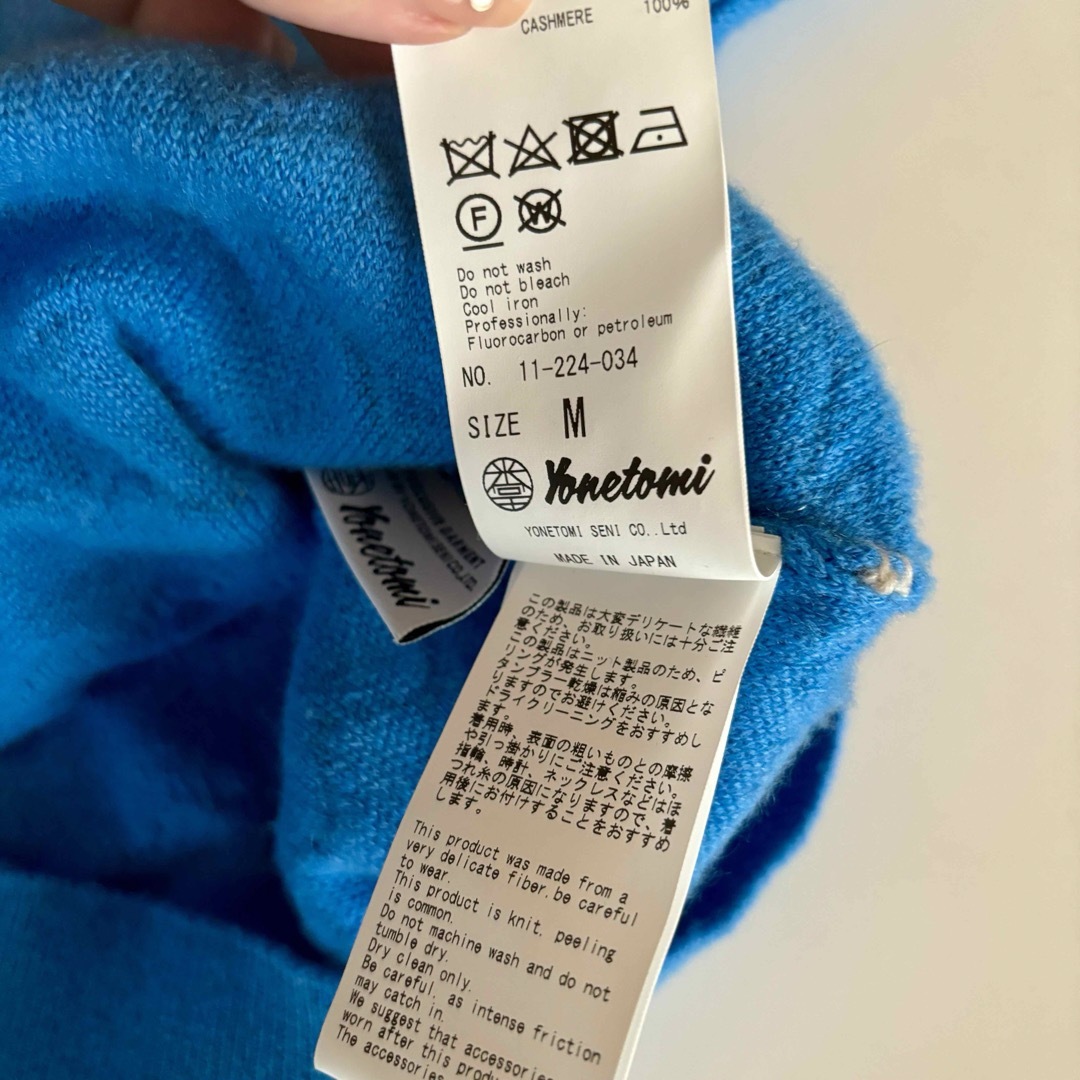 CASHMERE 100%
F
W
Do not wash
Do not bleach
Cool iron
Professionally:
Fluorocarbon or petroleum
NO. 11-224-034
SIZE M
Yonetomi
YONETOMI SENI CO.,Ltd
MADE IN JAPAN
Yonetomi
GARMENT
YONETOMI SENI CO.,LTD.
この製品は大変デリケートな繊維
のため、お取り扱いには十分ご注
意ください。
この製品はニット製品のため、ピ
リングが発生します。
タンブラー乾燥は縮みの原因とな
りますのでお避けください。
ドライクリーニングをおすすめし
ます。
着用時、表面の粗いものとの摩擦
や引っ掛かりにご注意ください。
指輪、時計、ネックレスなどはほ
つれ糸の原因になりますので、着
用後にお付けすることをおすすめ
します。
This product was made from a
very delicate fiber.be careful
to wear.
This product is knit, peeling
is common.
Do not machine wash and do not
tumble dry.
Dry clean only.
Be careful, as intense friction
may catch in.
We suggest that accessories
worn after this produ
The accessories